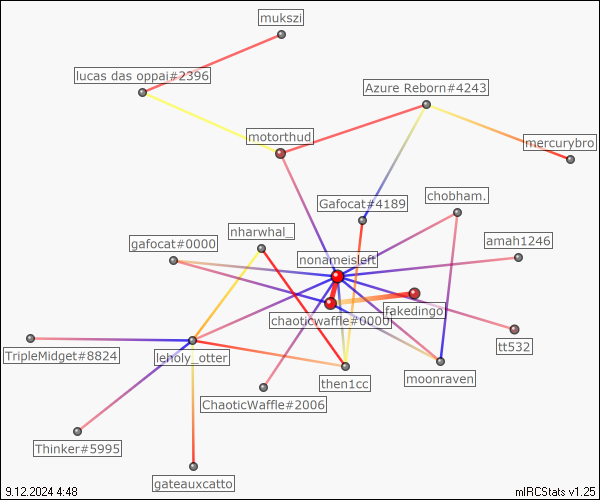 mukszi
lucas das oppai#2396
Azure Reborn#4243
motorthud
mercurybro
chobham.
Gafocat#4189
nharwhal_
gafocat#0000
amah1246
nonameisleft
fakedingo
chaoticwaffle#0000
tt532
TripleMidget#8824
leholy_otter
then1cc
moonraven
ChaoticWaffle#2006
Thinker#5995
gateauxcatto
9.12.2024 4:48
mIRCStats v1.25